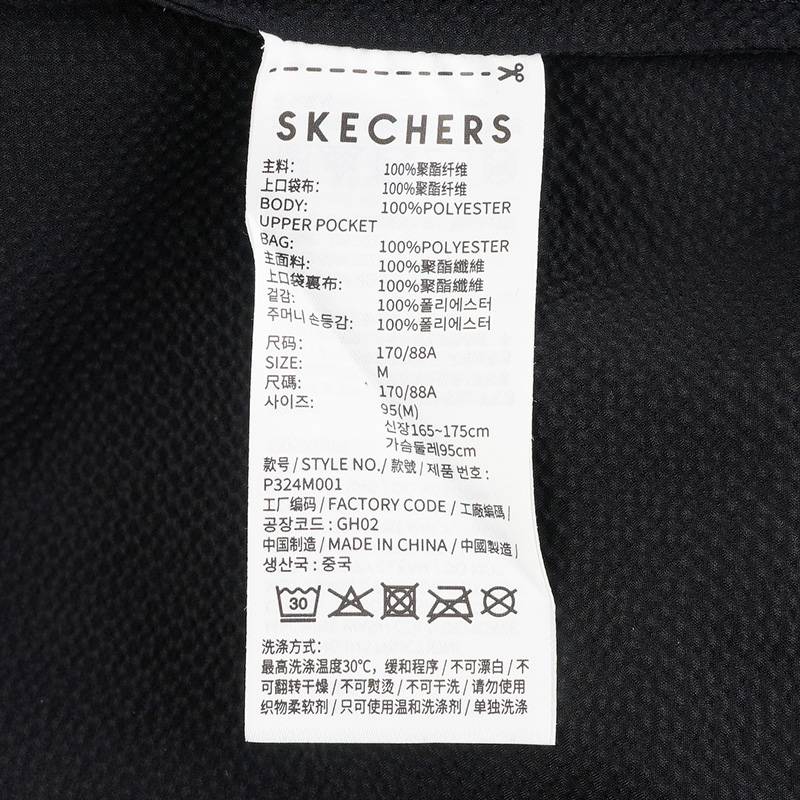 SKECHERS
主料： 100%聚酯纤维
上口袋布： 100%聚酯纤维
BODY: 100%POLYESTER
UPPER POCKET
BAG: 100%POLYESTER
主面料: 100%聚酯纖維
上口袋裏布: 100%聚酯纖維
겉감: 100%폴리에스터
주머니 손등감: 100%폴리에스터
尺码: 170/88A
SIZE: M
尺碼: 170/88A
사이즈: 95(M)
신장165~175cm
가슴둘레95cm
款号 / STYLE NO. / 款號 / 제품 번호 :
P324M001
工厂编码 / FACTORY CODE / 工廠編碼 /
공장코드 : GH02
中国制造 / MADE IN CHINA / 中國製造 /
생산국 : 중국
30
洗涤方式：
最高洗涤温度30℃，缓和程序 / 不可漂白 / 不
可翻转干燥 / 不可熨烫 / 不可干洗 / 请勿使用
织物柔软剂 / 只可使用温和洗涤剂 / 单独洗涤